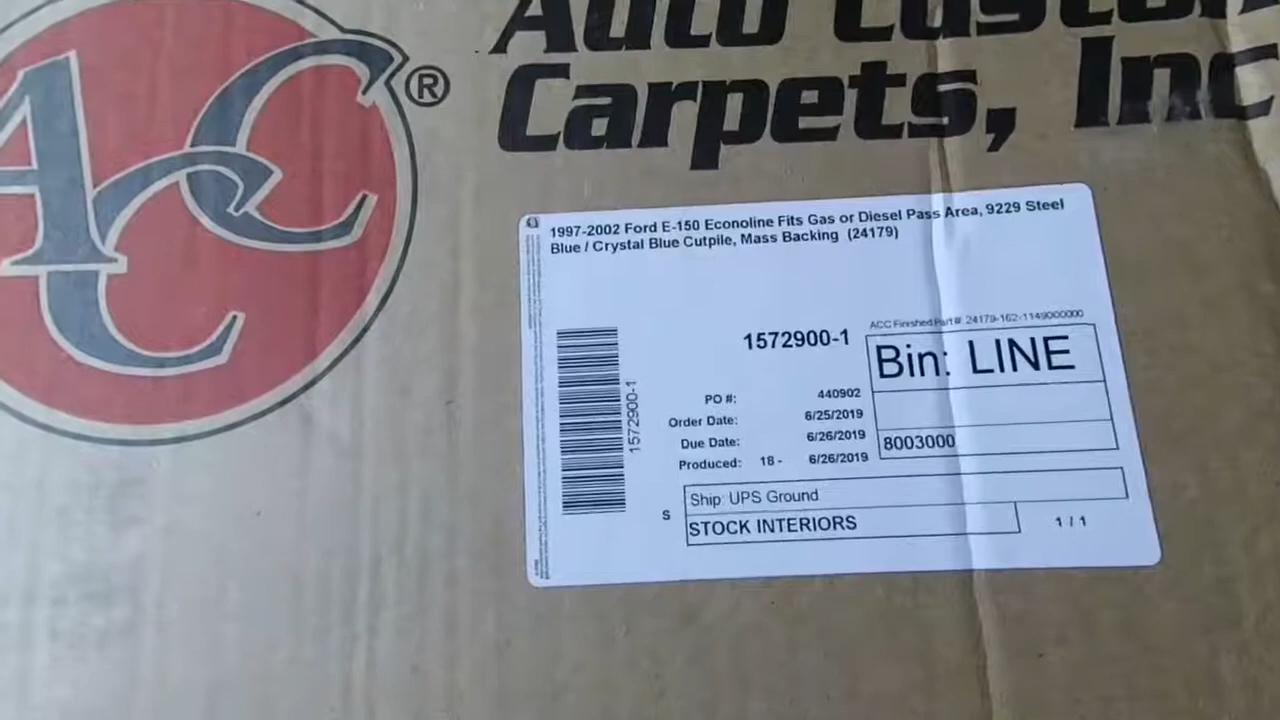 ACC®
Auto Custom
Carpets, Inc
1997-2002 Ford E-150 Econoline Fits Gas or Diesel Pass Area, 9229 Steel
Blue / Crystal Blue Cutpile, Mass Backing (24179)
ACC Finished Part #: 24179-162-1149000000
1572900-1
Bin: LINE
1572900-1
PO #: 440902
Order Date: 6/25/2019
Due Date: 6/26/2019
8003000
Produced: 18 - 6/26/2019
Ship: UPS Ground
S
STOCK INTERIORS
1 / 1